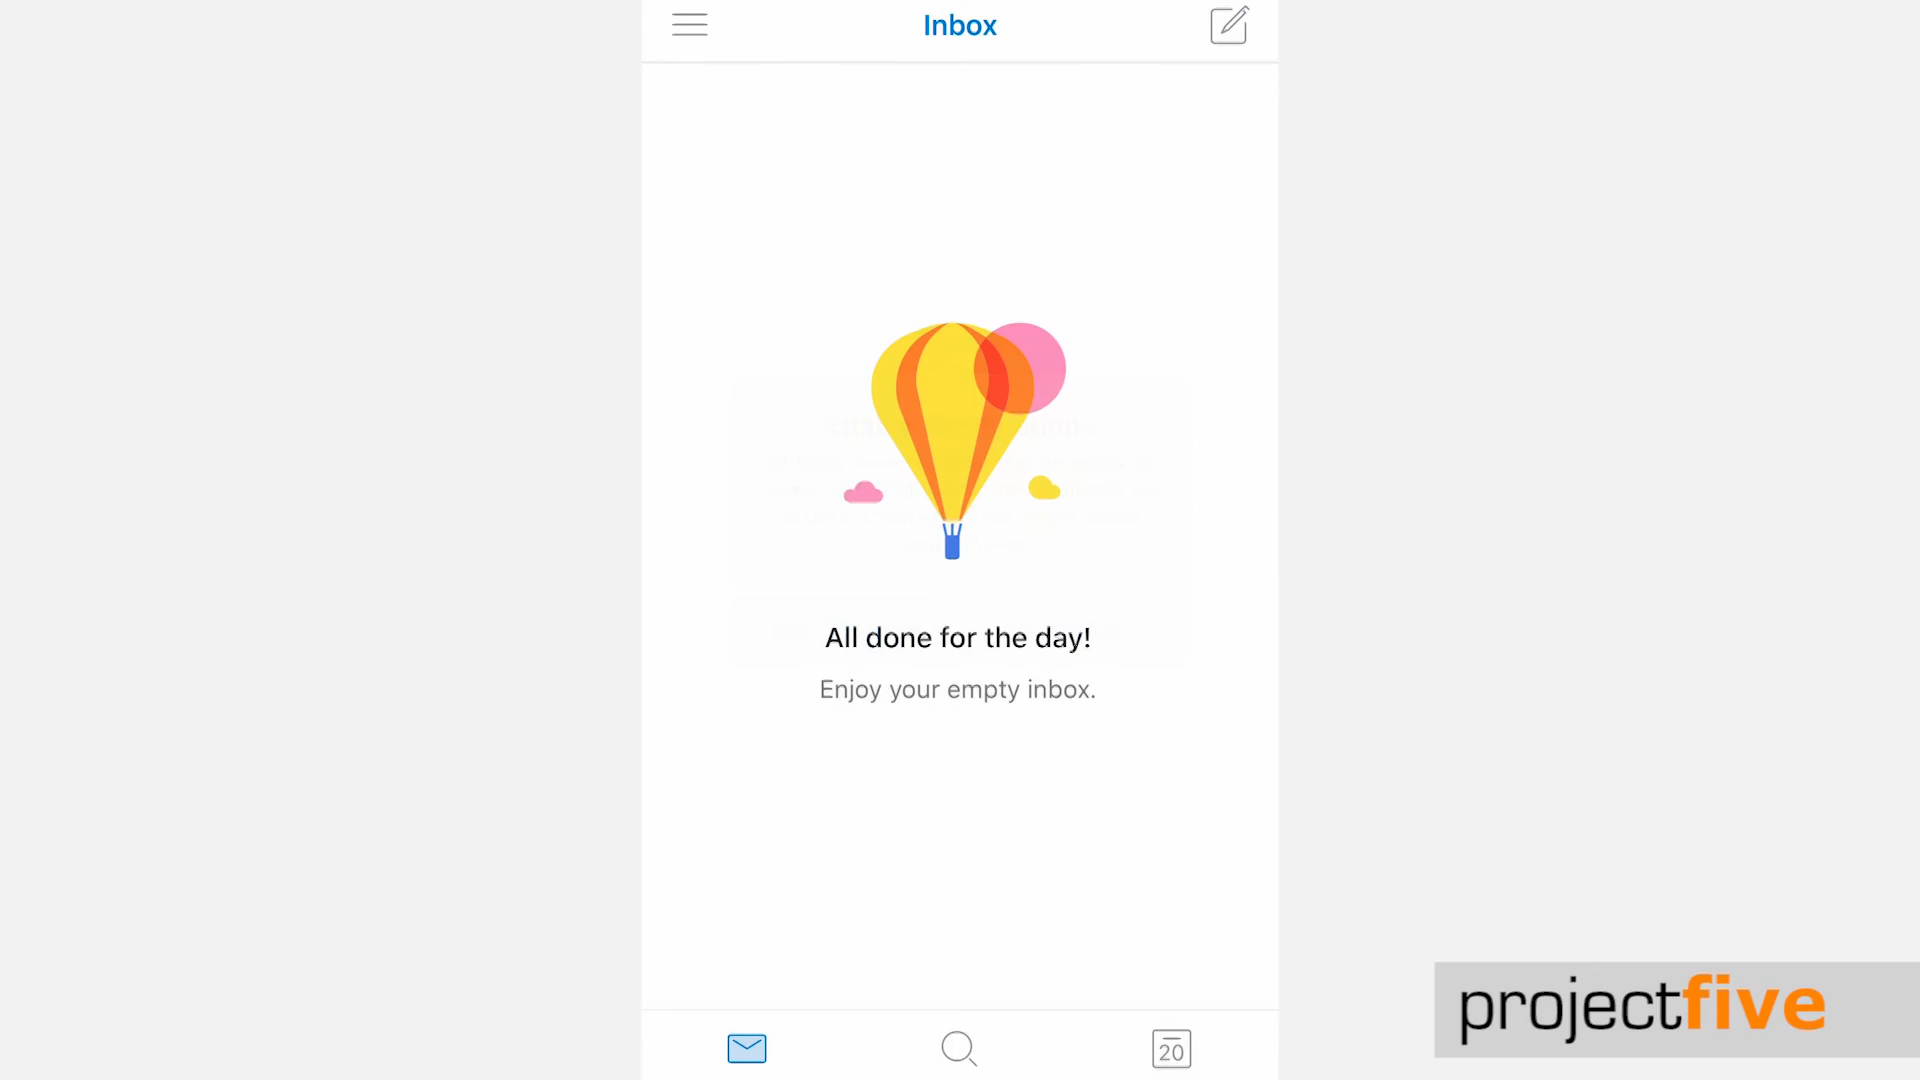 Inbox
All done for the day!
Enjoy your empty inbox.
20
projectfive